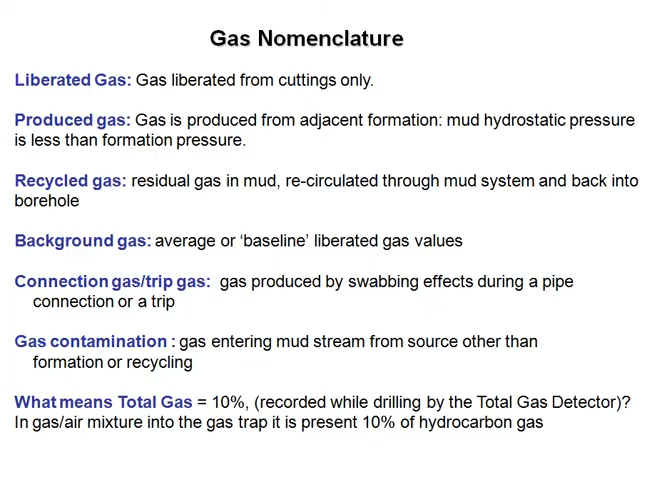 Gas Nomenclature
Liberated Gas: Gas liberated from cuttings only.
Produced gas: Gas is produced from adjacent formation: mud hydrostatic pressure
is less than formation pressure.
Recycled gas: residual gas in mud, re-circulated through mud system and back into
borehole
Background gas: average or ‘baseline’ liberated gas values
Connection gas/trip gas: gas produced by swabbing effects during a pipe
connection or a trip
Gas contamination : gas entering mud stream from source other than
formation or recycling
What means Total Gas = 10%, (recorded while drilling by the Total Gas Detector)?
In gas/air mixture into the gas trap it is present 10% of hydrocarbon gas